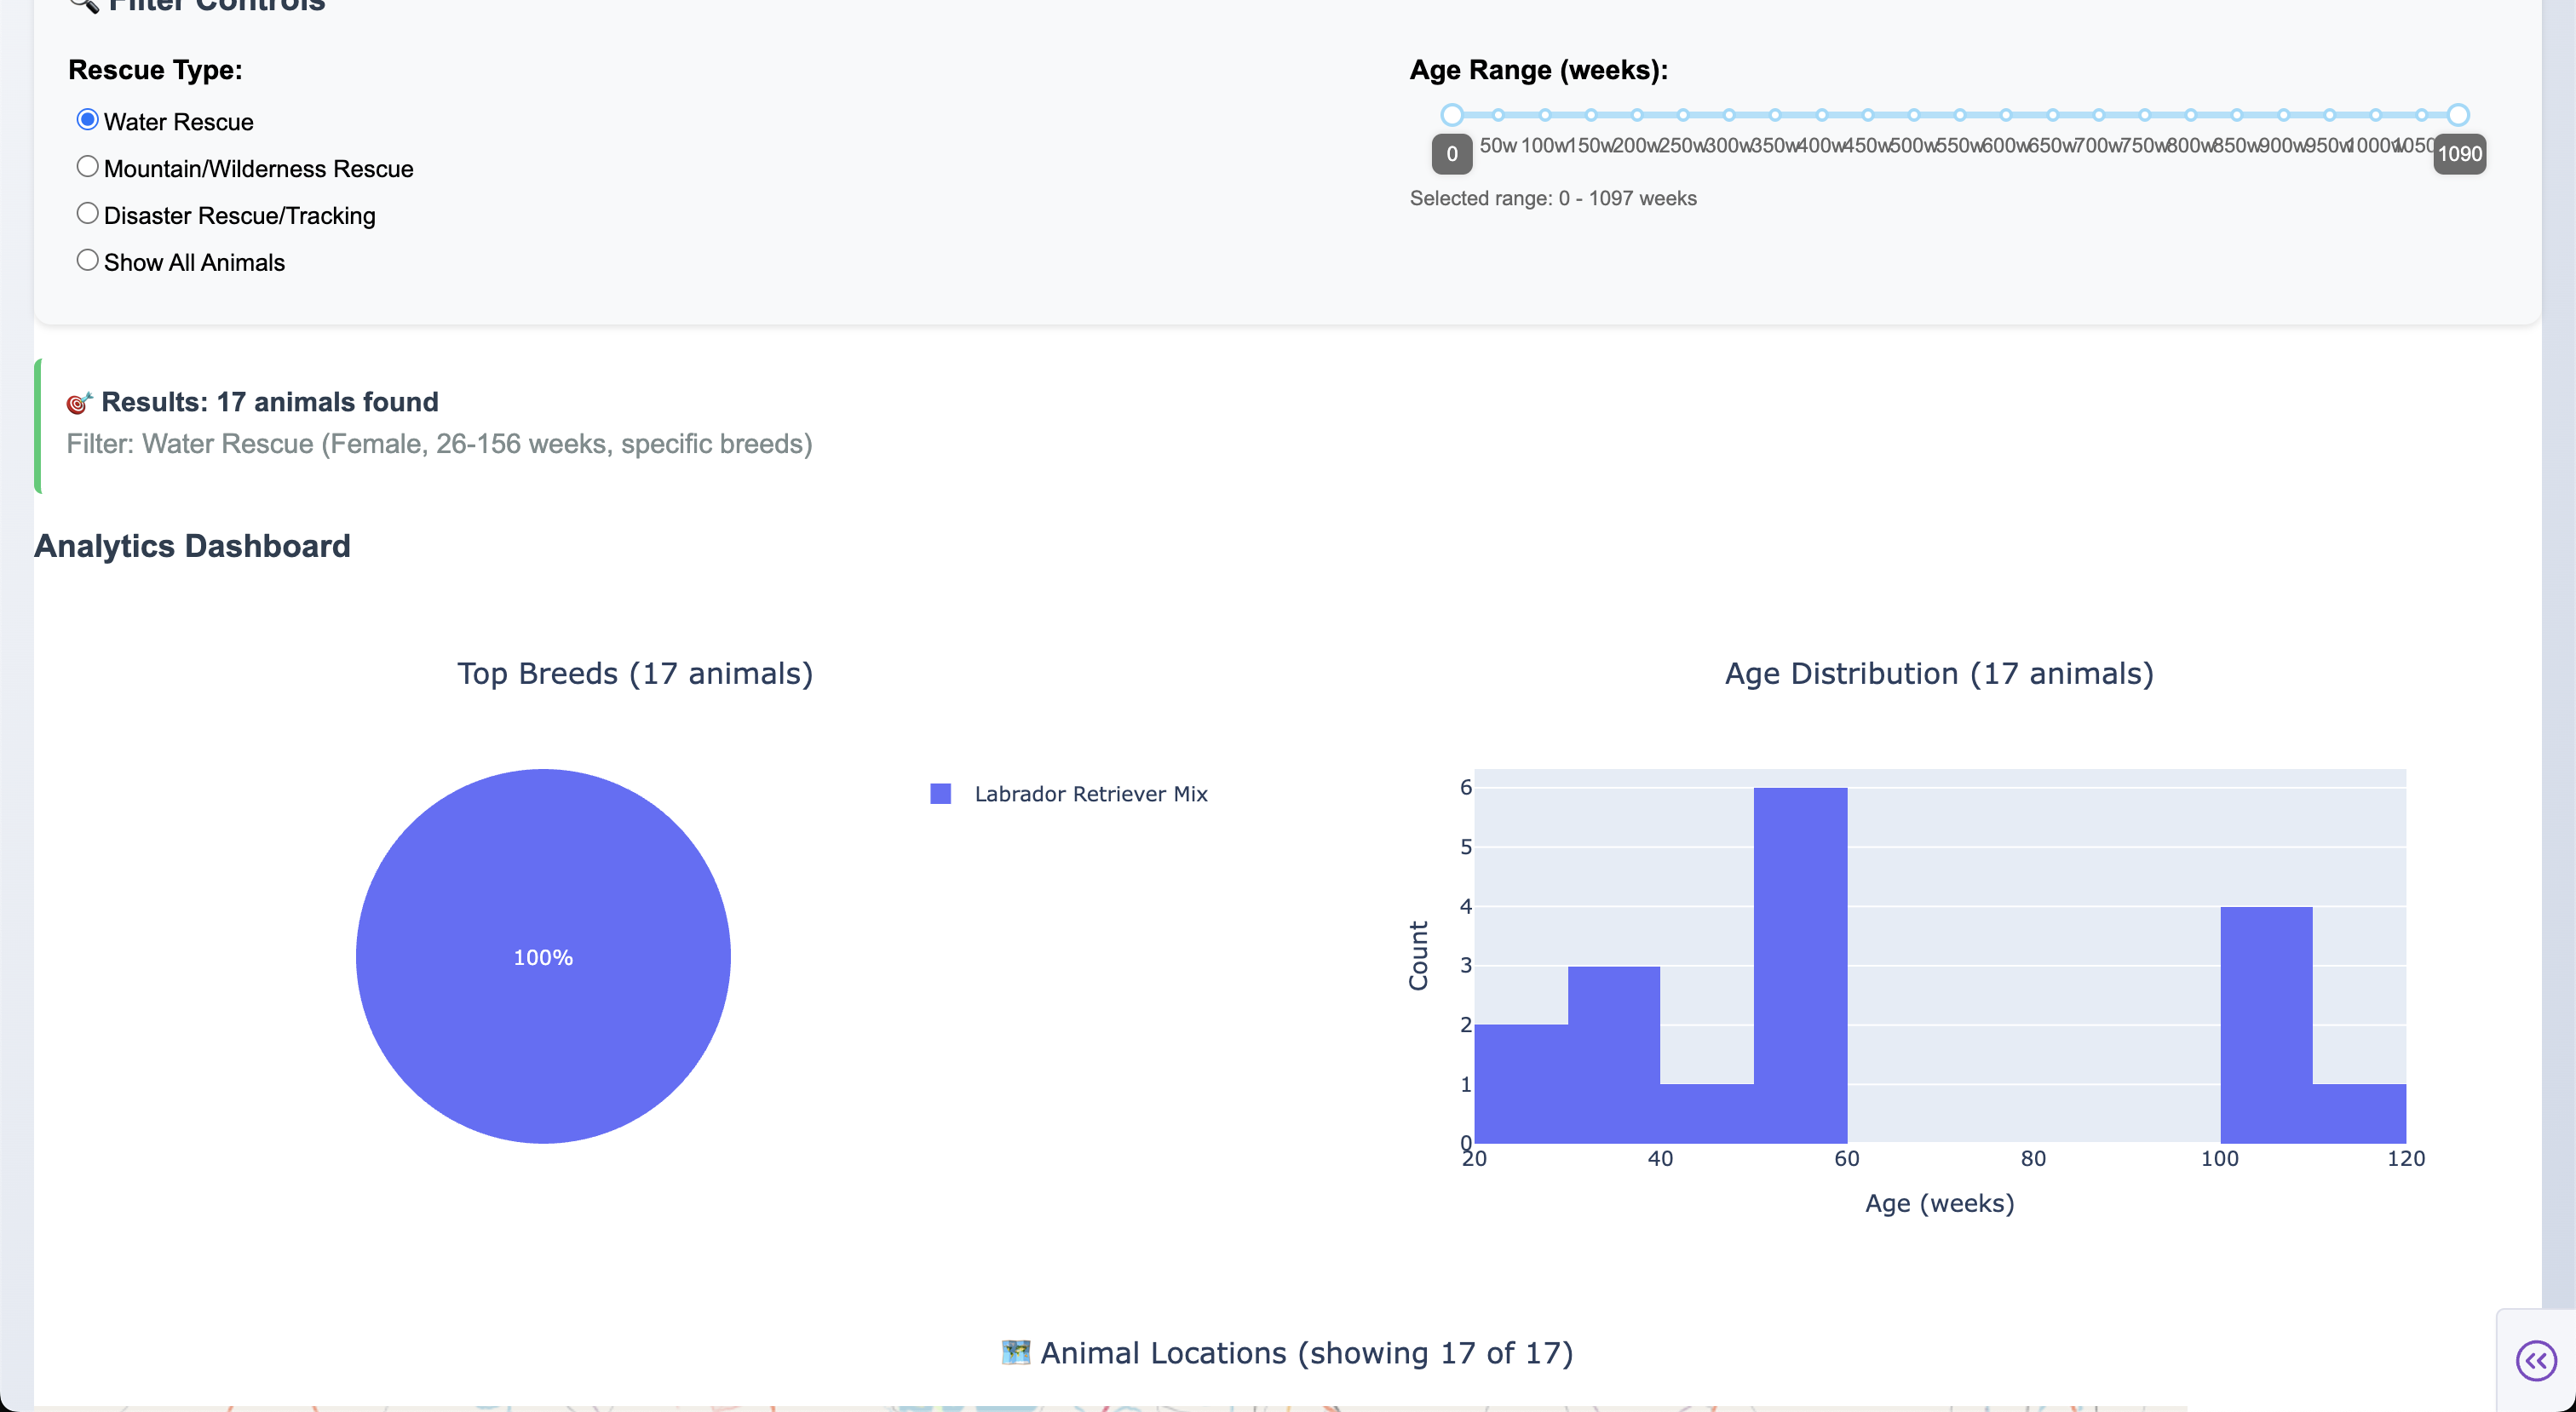 Filter Controls
Rescue Type:
Water Rescue
Mountain/Wilderness Rescue
Disaster Rescue/Tracking
Show All Animals
Age Range (weeks):
50w 100w 150w 200w 250w 300w 350w 400w 450w 500w 550w 600w 650w 700w 750w 800w 850w 900w 950w 1000w 1050
0
1090
Selected range: 0 - 1097 weeks
Results: 17 animals found
Filter: Water Rescue (Female, 26-156 weeks, specific breeds)
Analytics Dashboard
Top Breeds (17 animals)
100%
Labrador Retriever Mix
Age Distribution (17 animals)
6
5
4
3
2
1
0
Count
20 40 60 80 100 120
Age (weeks)
Animal Locations (showing 17 of 17)